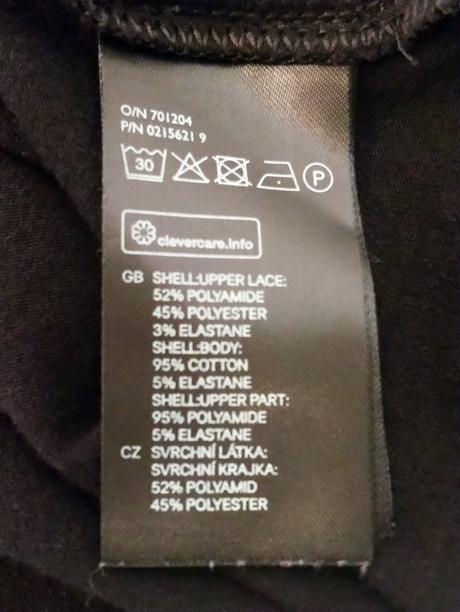 O/N 701204
P/N 0215621 9
30 P
clevercare.info
GB SHELL:UPPER LACE:
52% POLYAMIDE
45% POLYESTER
3% ELASTANE
SHELL:BODY:
95% COTTON
5% ELASTANE
SHELL:UPPER PART:
95% POLYAMIDE
5% ELASTANE
CZ SVRCHNÍ LÁTKA:
SVRCHNÍ KRAJKA:
52% POLYAMID
45% POLYESTER